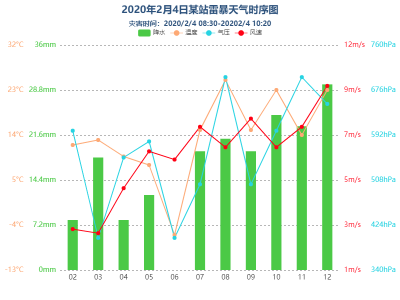 2020年2月4日某站雷暴天气时序图
灾害时间：2020/2/4 08:30-20202/4 10:20
降水 温度 气压 风速
32°C 36mm 12m/s 760hPa
23°C 28.8mm 9m/s 676hPa
14°C 21.6mm 7m/s 592hPa
5°C 14.4mm 5m/s 508hPa
-4°C 7.2mm 3m/s 424hPa
-13°C 0mm 1m/s 340hPa
02 03 04 05 06 07 08 09 10 11 12